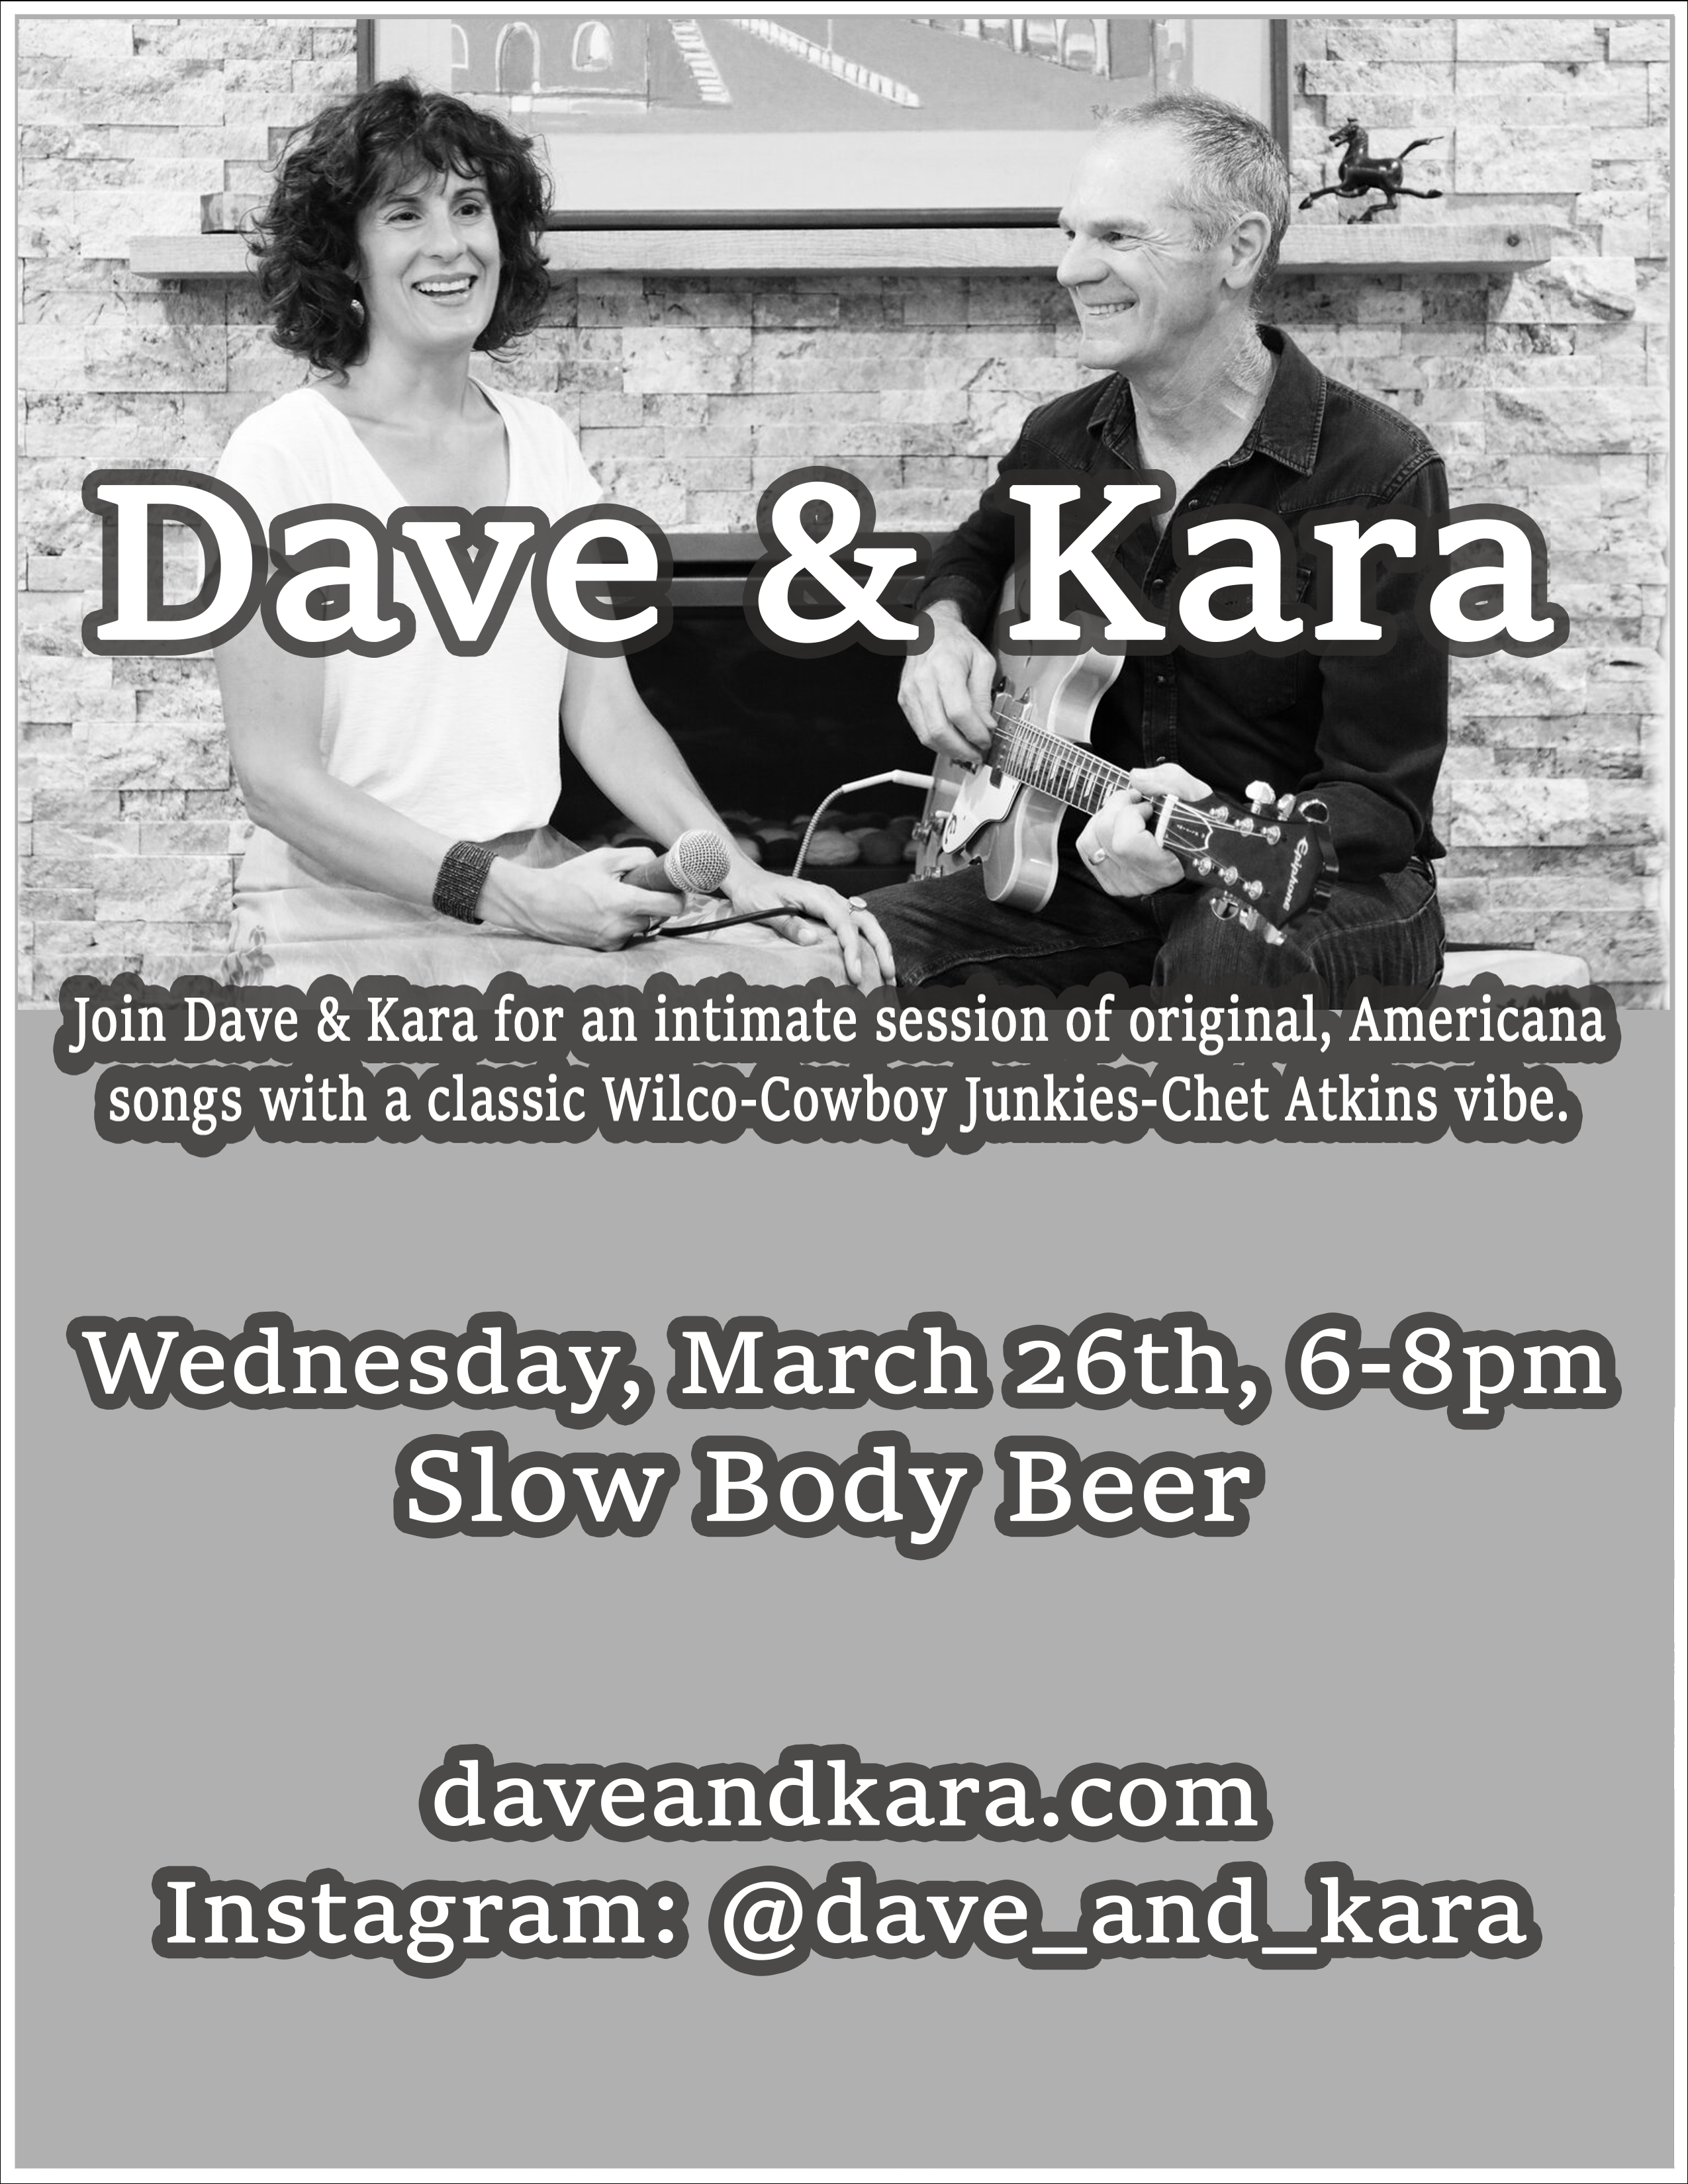 Dave & Kara
Epiphone
Join Dave & Kara for an intimate session of original, Americana
songs with a classic Wilco-Cowboy Junkies-Chet Atkins vibe.
Wednesday, March 26th, 6-8pm
Slow Body Beer
daveandkara.com
Instagram: @dave_and_kara